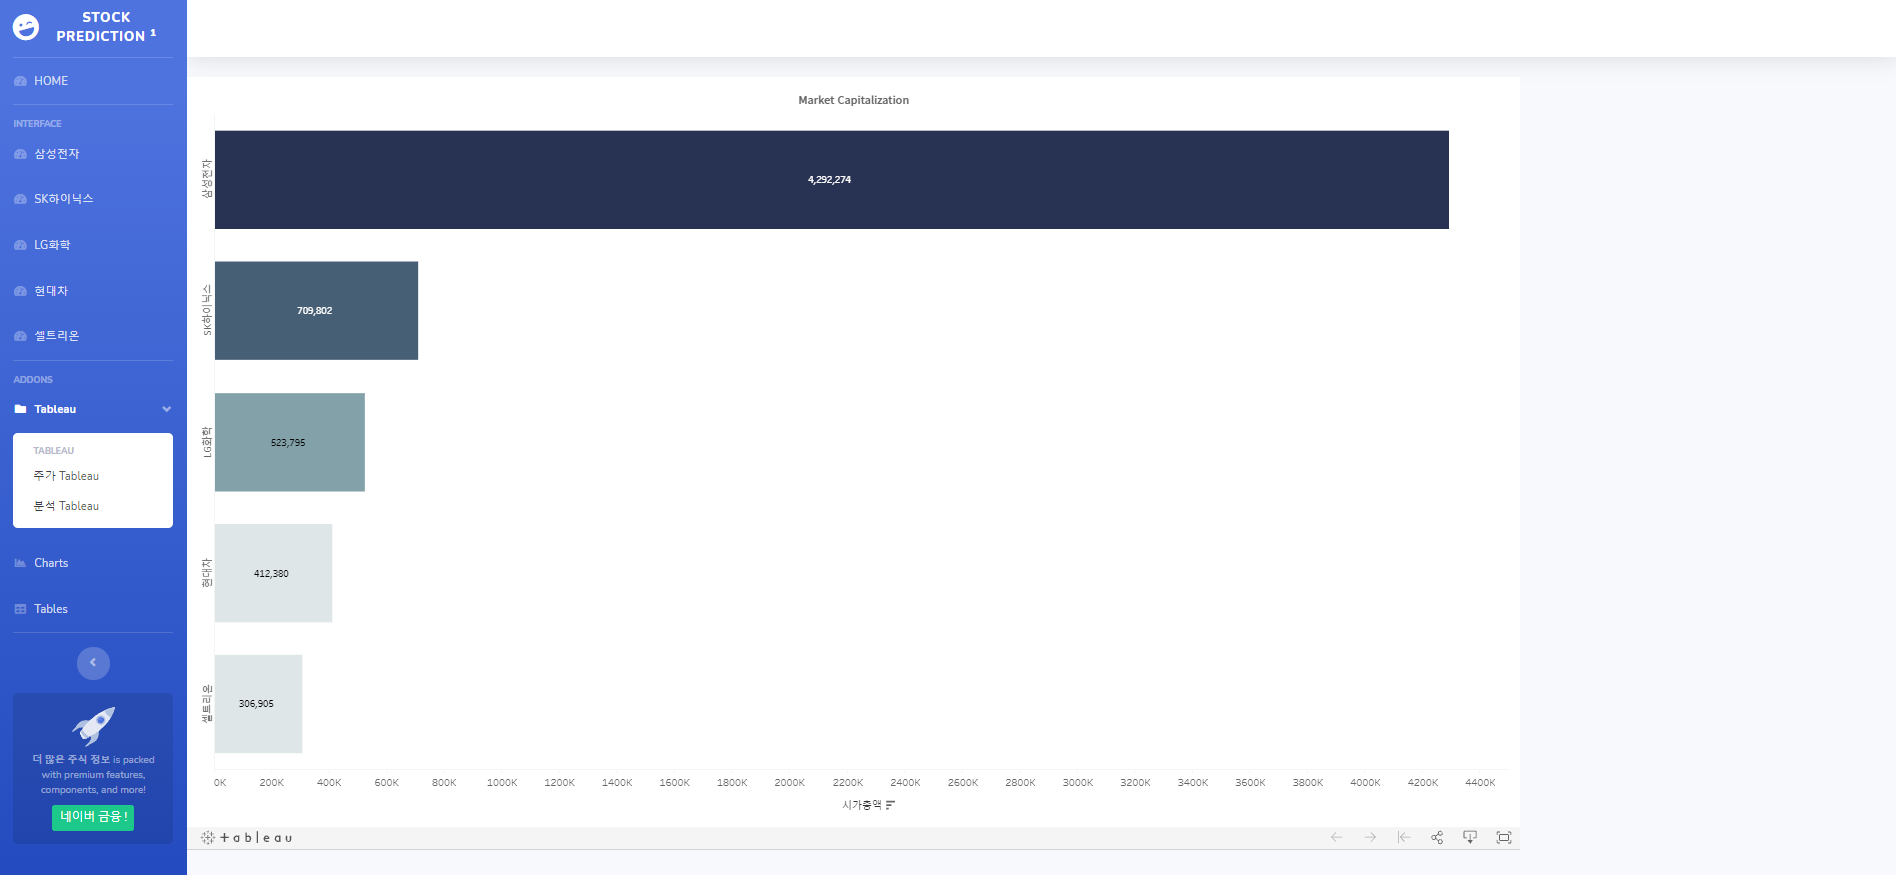 STOCK
PREDICTION 1
HOME
INTERFACE
삼성전자
SK하이닉스
LG화학
현대차
셀트리온
ADDONS
Tableau
TABLEAU
주가 Tableau
분석 Tableau
Charts
Tables
더 많은 주식 정보 is packed
with premium features,
components, and more!
네이버 금융 !
Market Capitalization
삼성전자
4,292,274
SK하이닉스
709,802
LG화학
523,795
현대차
412,380
셀트리온
306,905
0K 200K 400K 600K 800K 1000K 1200K 1400K 1600K 1800K 2000K 2200K 2400K 2600K 2800K 3000K 3200K 3400K 3600K 3800K 4000K 4200K 4400K
시가총액
+ableau